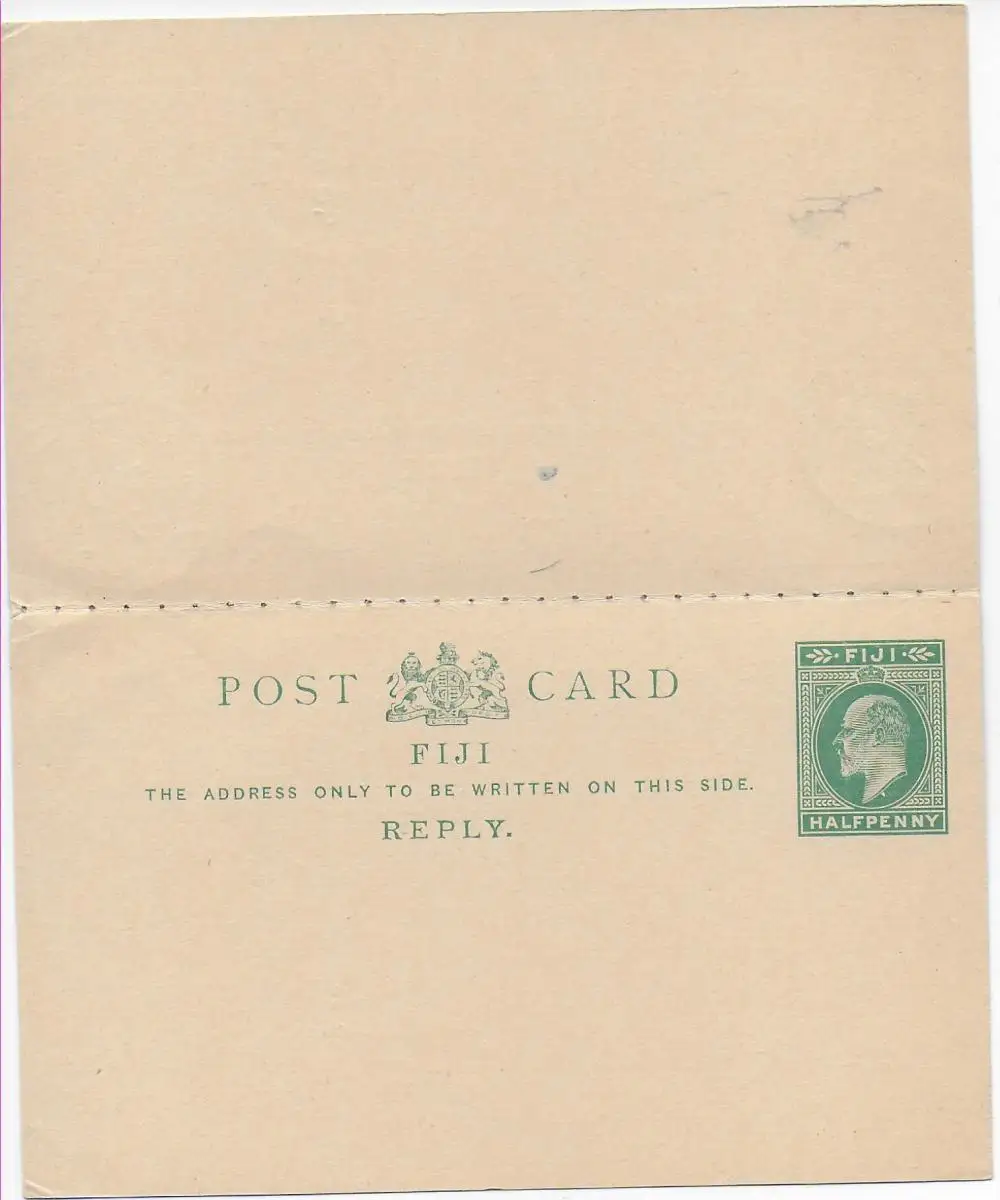 POST CARD
FIJI
THE ADDRESS ONLY TO BE WRITTEN ON THIS SIDE.
REPLY.
FIJI
HALFPENNY